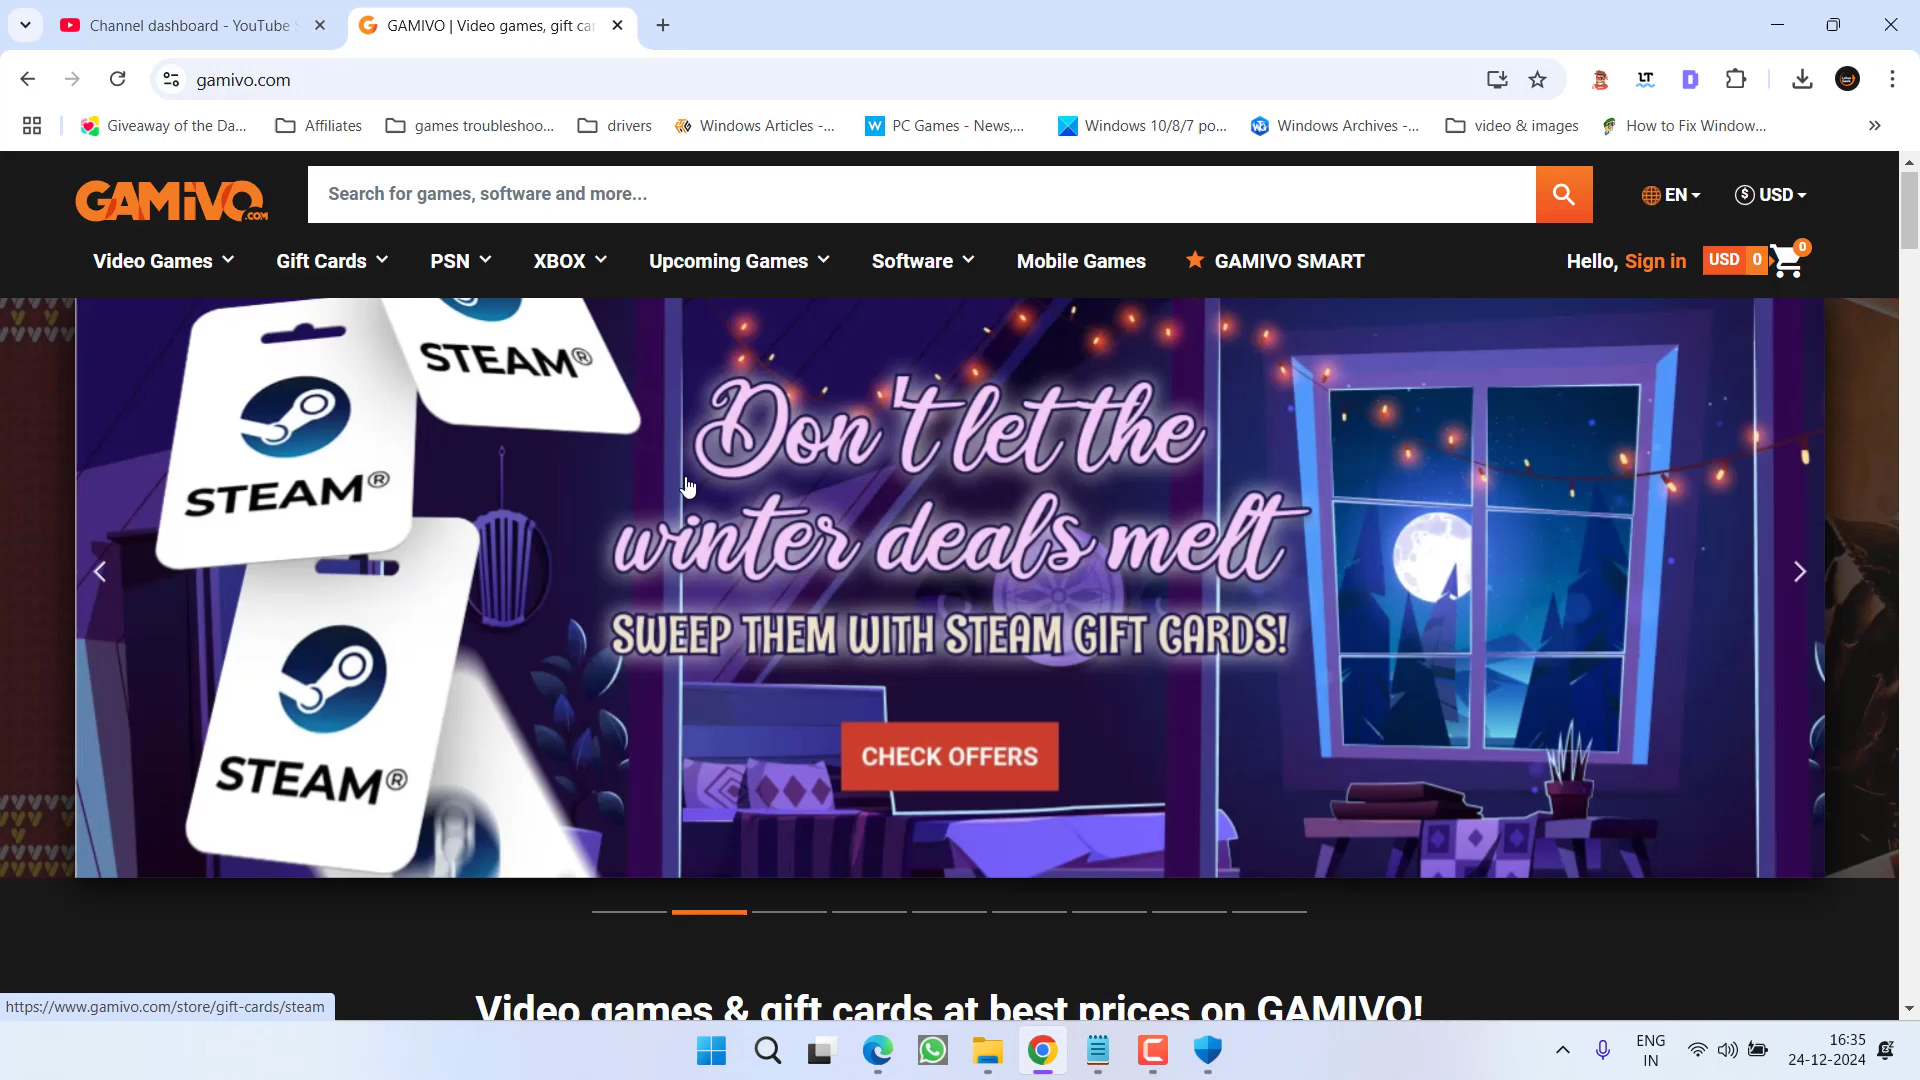 Channel dashboard - YouTube S
GAMIVO | Video games, gift car
gamivo.com
LT
Giveaway of the Da...
Affiliates
games troubleshoo...
drivers
Windows Articles -...
PC Games - News,...
Windows 10/8/7 po...
Windows Archives -...
video & images
How to Fix Window...
GAMIVO.COM
Search for games, software and more...
EN
USD
Video Games
Gift Cards
PSN
XBOX
Upcoming Games
Software
Mobile Games
GAMIVO SMART
Hello, Sign in
USD 0
0
STEAM®
STEAM®
STEAM®
Don't let the
winter deals melt
SWEEP THEM WITH STEAM GIFT CARDS!
CHECK OFFERS
Video games & gift cards at best prices on GAMIVO!
https://www.gamivo.com/store/gift-cards/steam
ENG
IN
16:35
24-12-2024